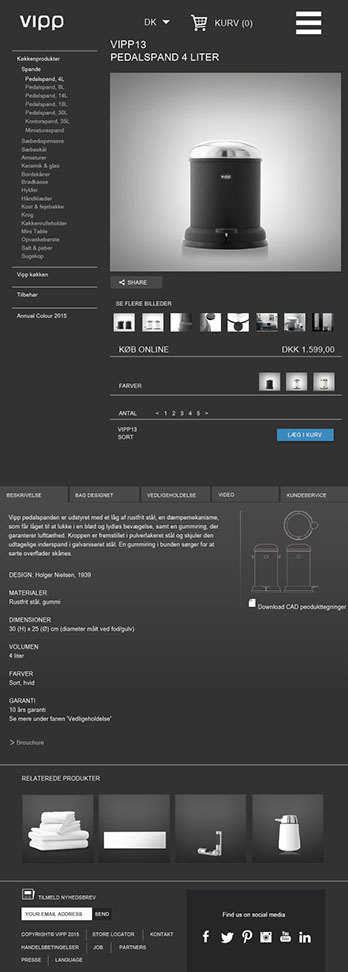 vipp
DK
KURV (0)
VIPP13
PEDALSPAND 4 LITER
Køkkenprodukter
Spande
Pedalspand, 4L
Pedalspand, 8L
Pedalspand, 14L
Pedalspand, 18L
Pedalspand, 30L
Kontorspand, 35L
Miniaturespand
Sæbedispensere
Sæbeskål
Armaturer
Keramik & glas
Bordskåner
Brødkasse
Hylder
Håndklæder
Kost & fejebakke
Krog
Køkkenrulleholder
Mini Table
Opvaskebørste
Salt & peber
Sugekop
Vipp køkken
Tilbehør
Annual Colour 2015
SHARE
SE FLERE BILLEDER
KØB ONLINE
DKK 1.599,00
FARVER
ANTAL
< 1 2 3 4 5 >
VIPP13
SORT
LÆG I KURV
BESKRIVELSE
BAG DESIGNET
VEDLIGEHOLDELSE
VIDEO
KUNDESERVICE
Vipp pedalspanden er udstyret med et låg af rustfrit stål, en dæmpemekanisme,
som får låget til at lukke i en blød og lydløs bevægelse, samt en gummiring, der
garanterer lufttæthed. Kroppen er fremstillet i pulverlakeret stål og skjuler den
udtagelige inderspand i galvaniseret stål. En gummiring i bunden sørger for at
sarte overflader skånes.
Download CAD peodukttegninger
DESIGN: Holger Nielsen, 1939
MATERIALER
Rustfrit stål, gummi
DIMENSIONER
30 (H) x 25 (Ø) cm (diameter målt ved fod/gulv)
VOLUMEN
4 liter
FARVER
Sort, hvid
GARANTI
10 års garanti
Se mere under fanen 'Vedligeholdelse'
> Brouchure
RELATEREDE PRODUKTER
TILMELD NYHEDSBREV
YOUR EMAIL ADDRESS
SEND
COPYRIGHT© VIPP 2015
STORE LOCATOR
KONTAKT
HANDELSBETINGELSER
JOB
PARTNERS
PRESSE
LANGUAGE
Find us on social media